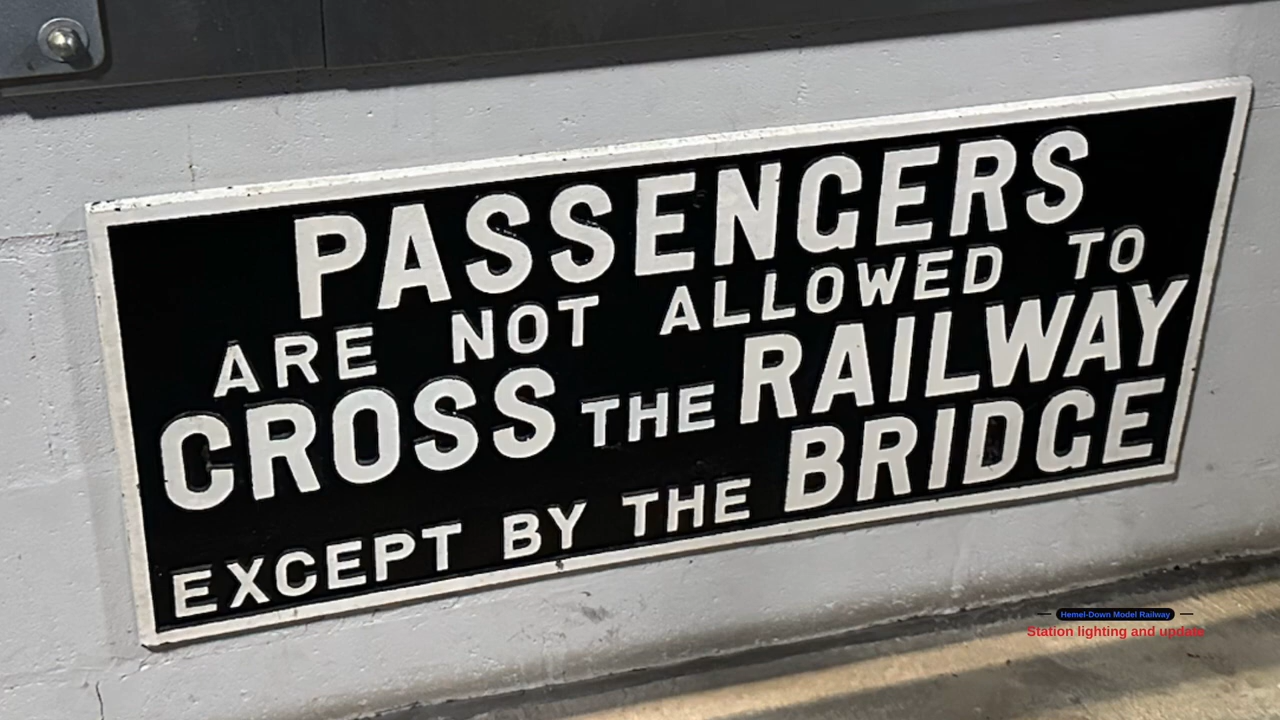 PASSENGERS
ARE NOT ALLOWED TO
CROSS THE RAILWAY
EXCEPT BY THE BRIDGE
Hemel-Down Model Railway
Station lighting and update